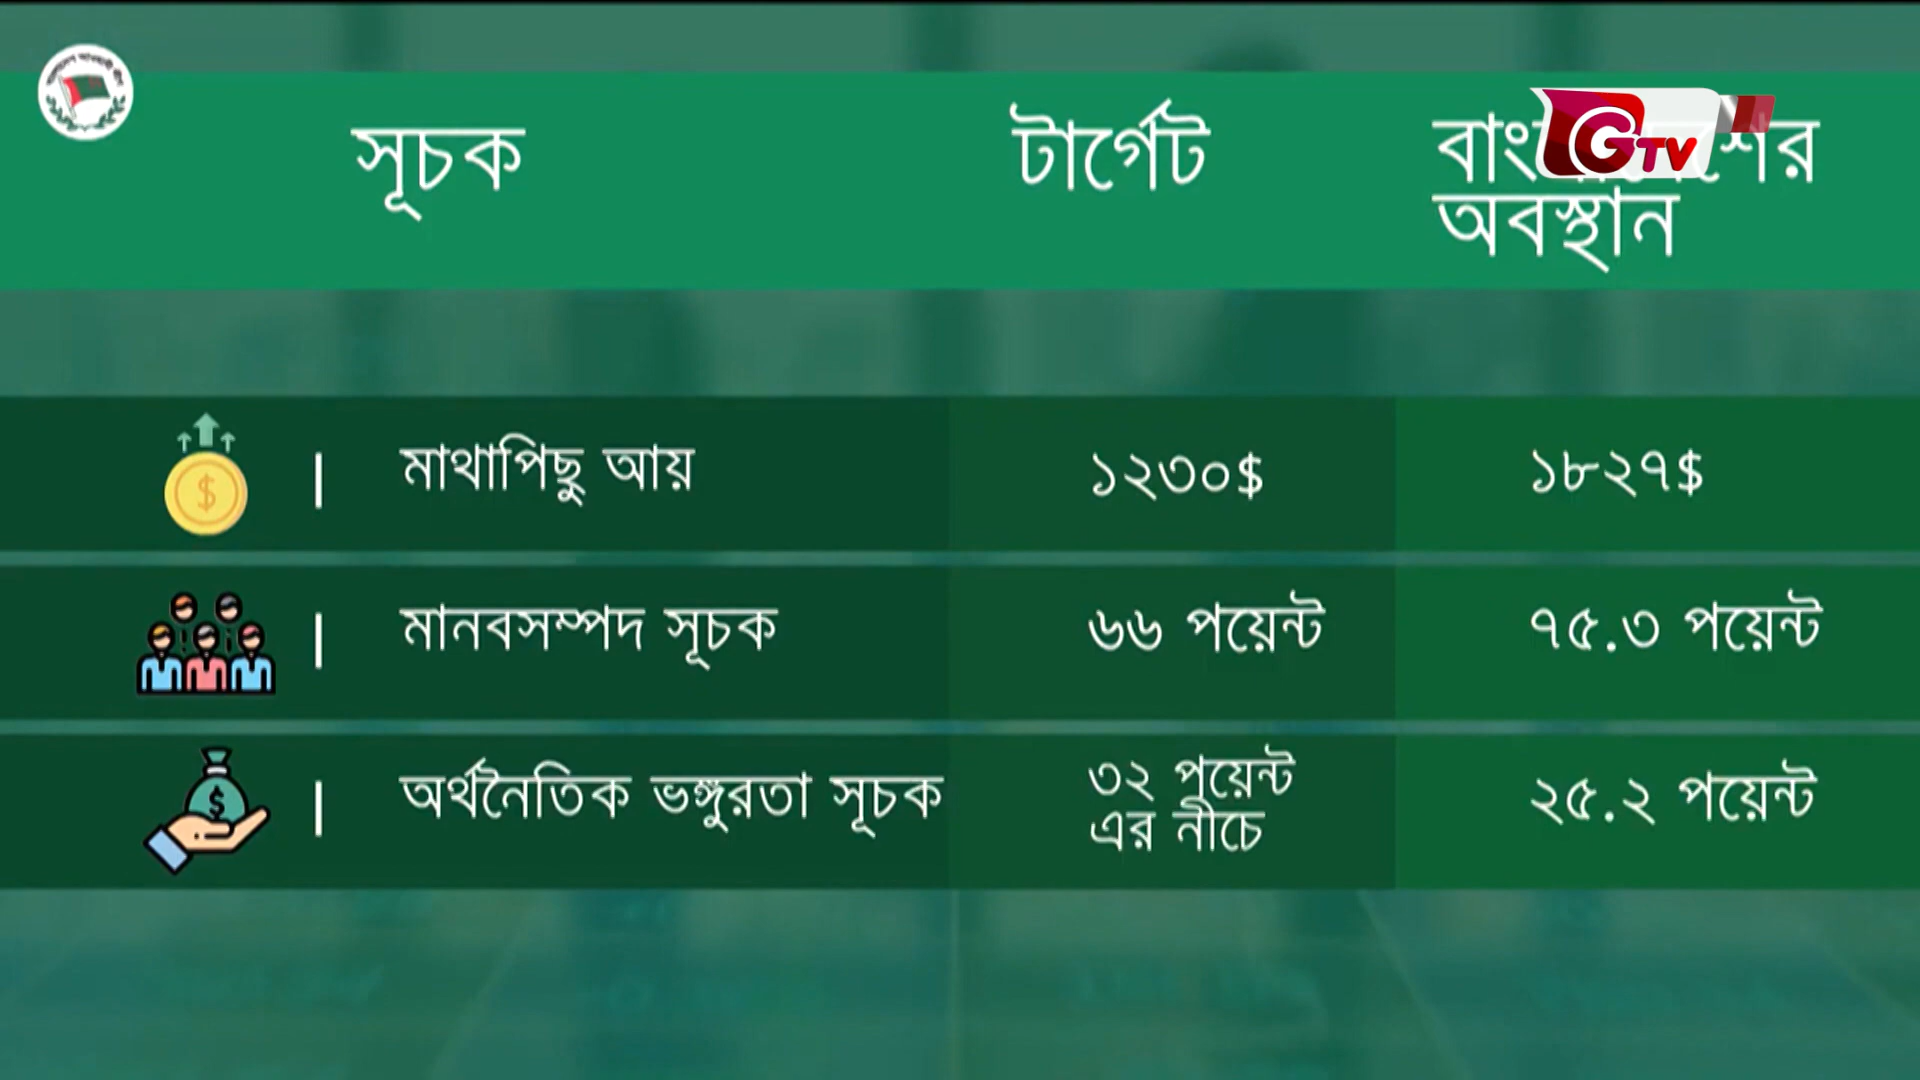 সূচক
টার্গেট
অবস্থান
GTV
মাথাপিছু আয়
১২৩০$
১৮২৭$
মানবসম্পদ সূচক
৬৬ পয়েন্ট
৭৫.৩ পয়েন্ট
অর্থনৈতিক ভঙ্গুরতা সূচক
৩২ পয়েন্ট
এর নীচে
২৫.২ পয়েন্ট